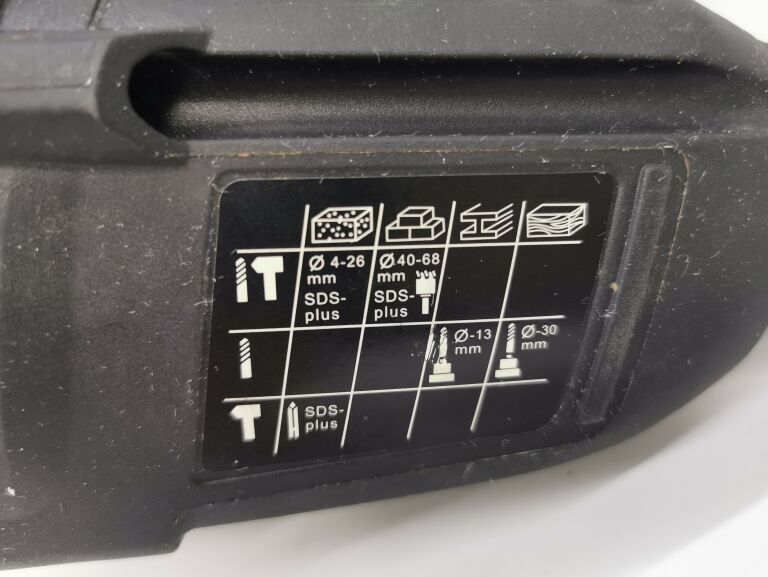 Ø 4-26
mm
SDS-
plus
Ø40-68
mm
SDS-
plus
Ø-13
mm
Ø-30
mm
SDS-
plus